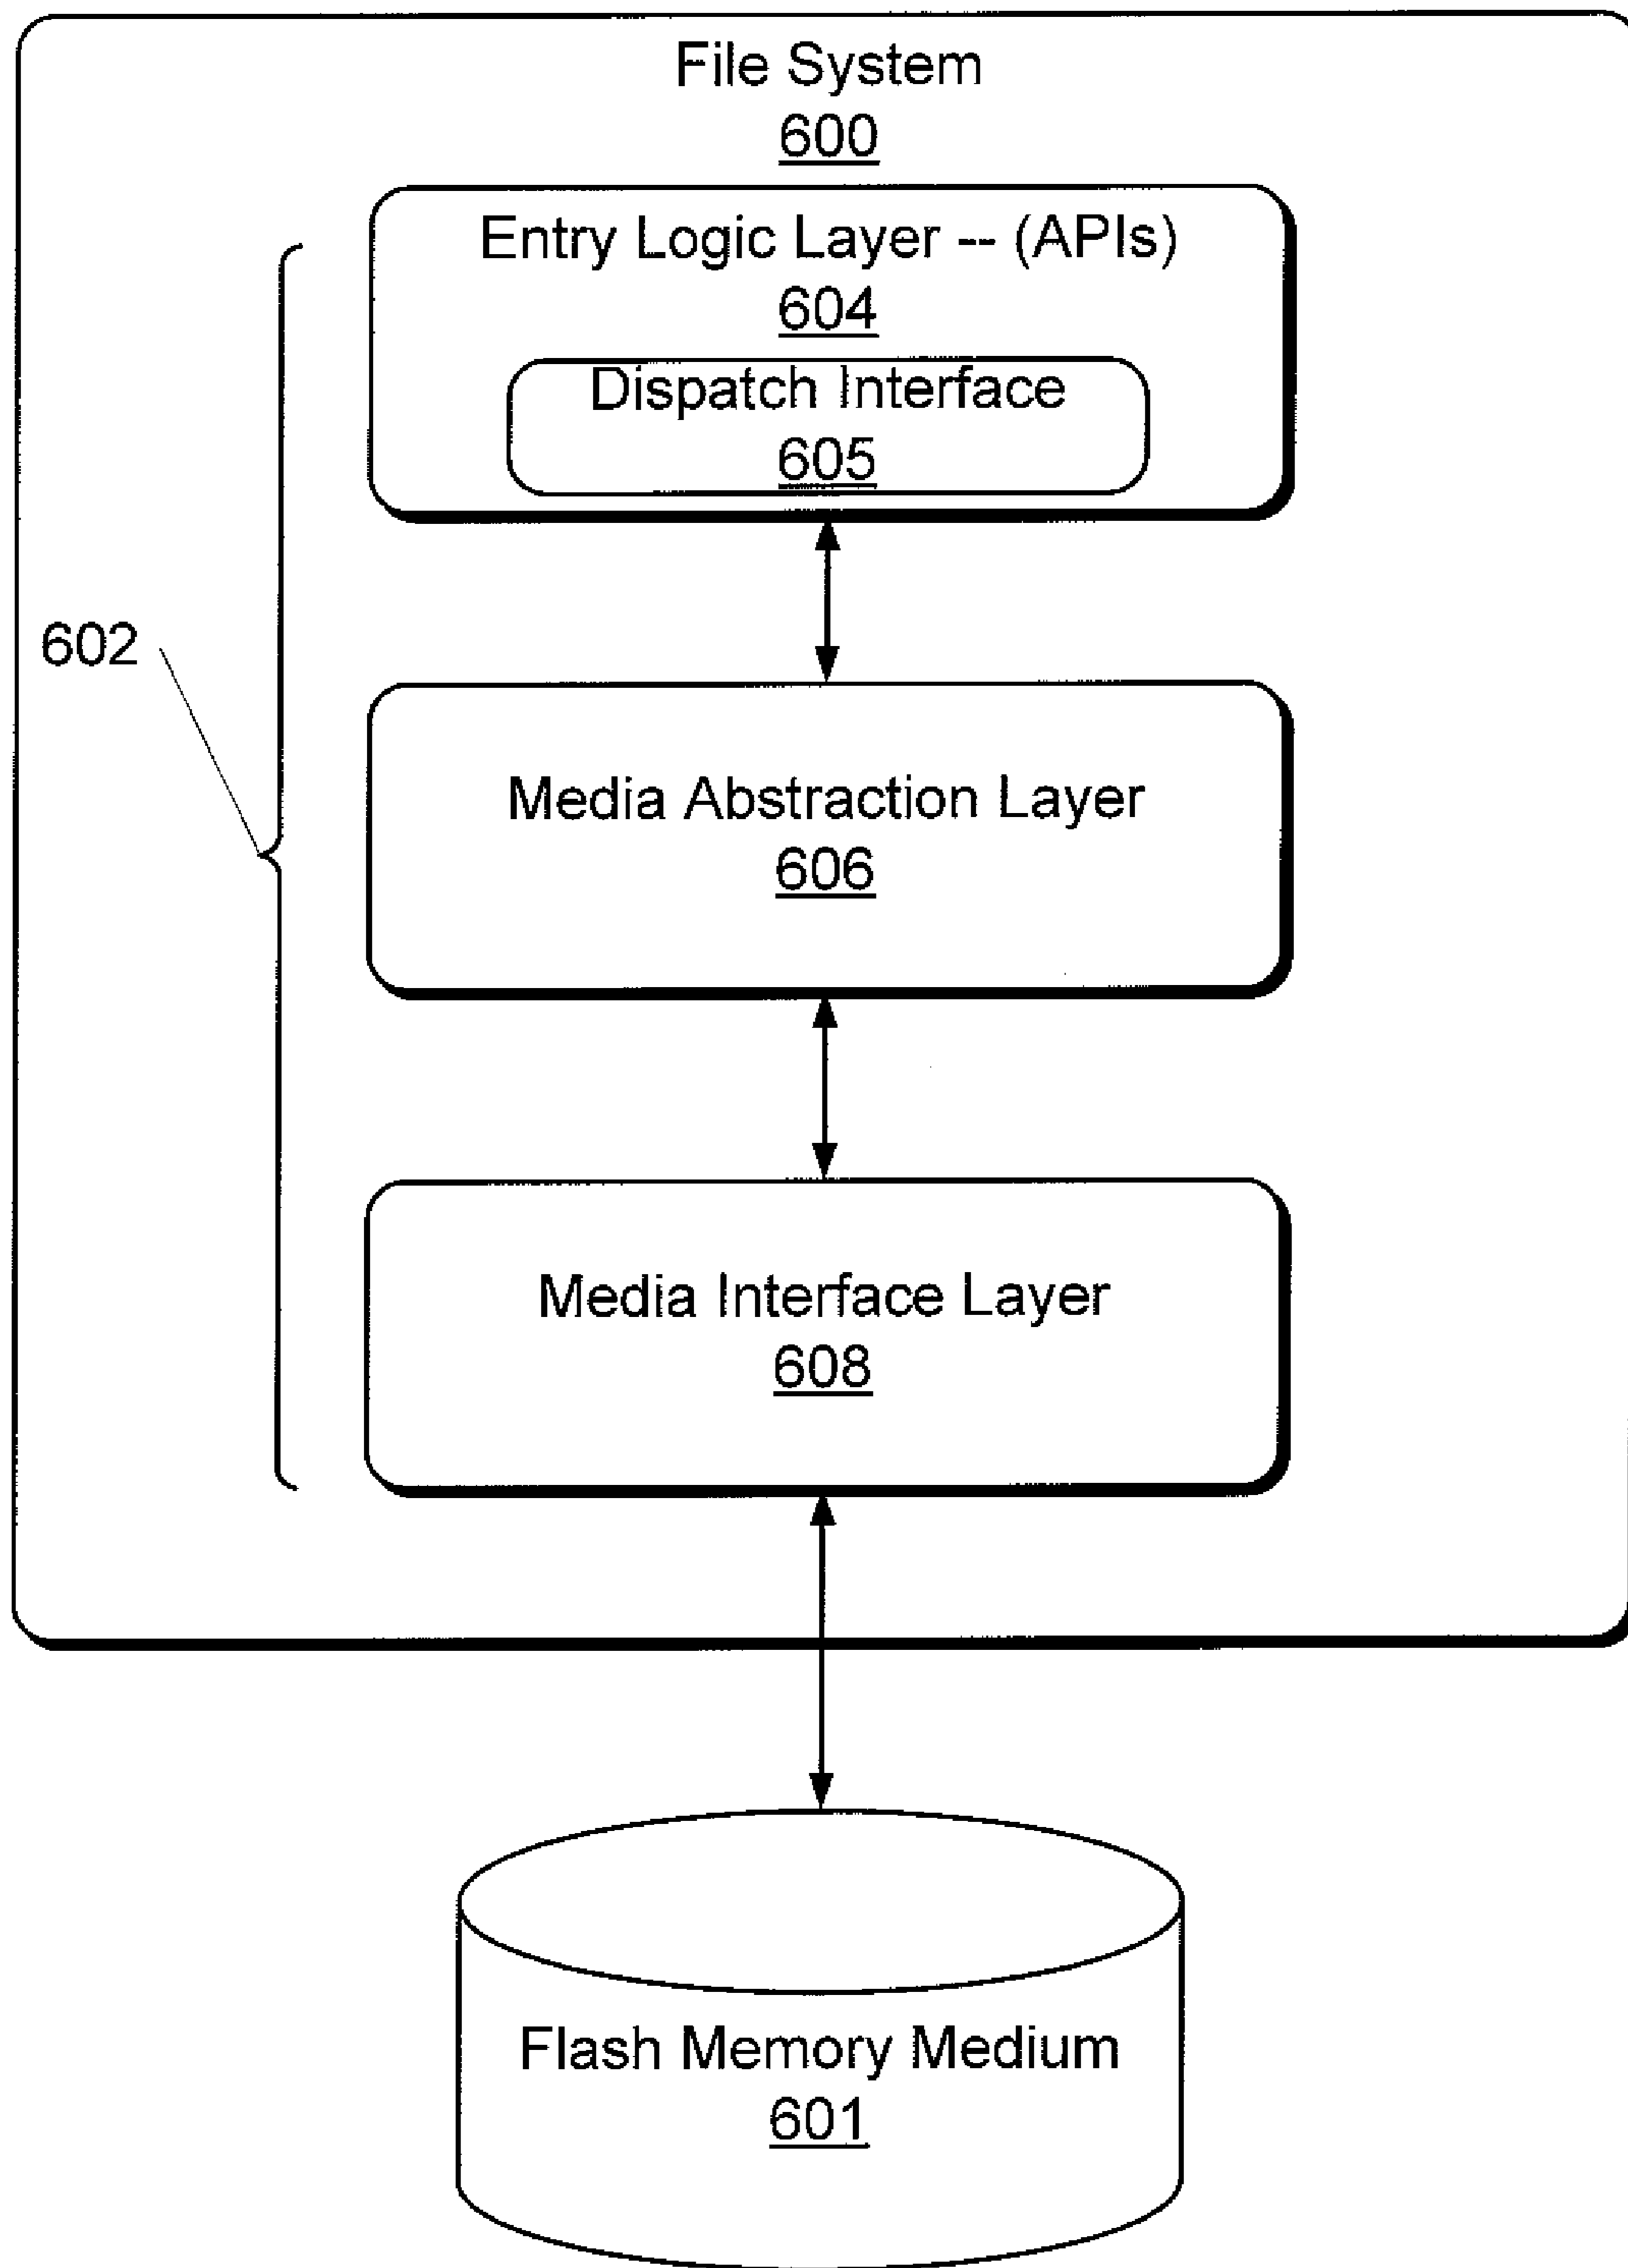 File System
600
Entry Logic Layer -- (APIs)
604
Dispatch Interface
605
602
Media Abstraction Layer
606
Media Interface Layer
608
Flash Memory Medium
601